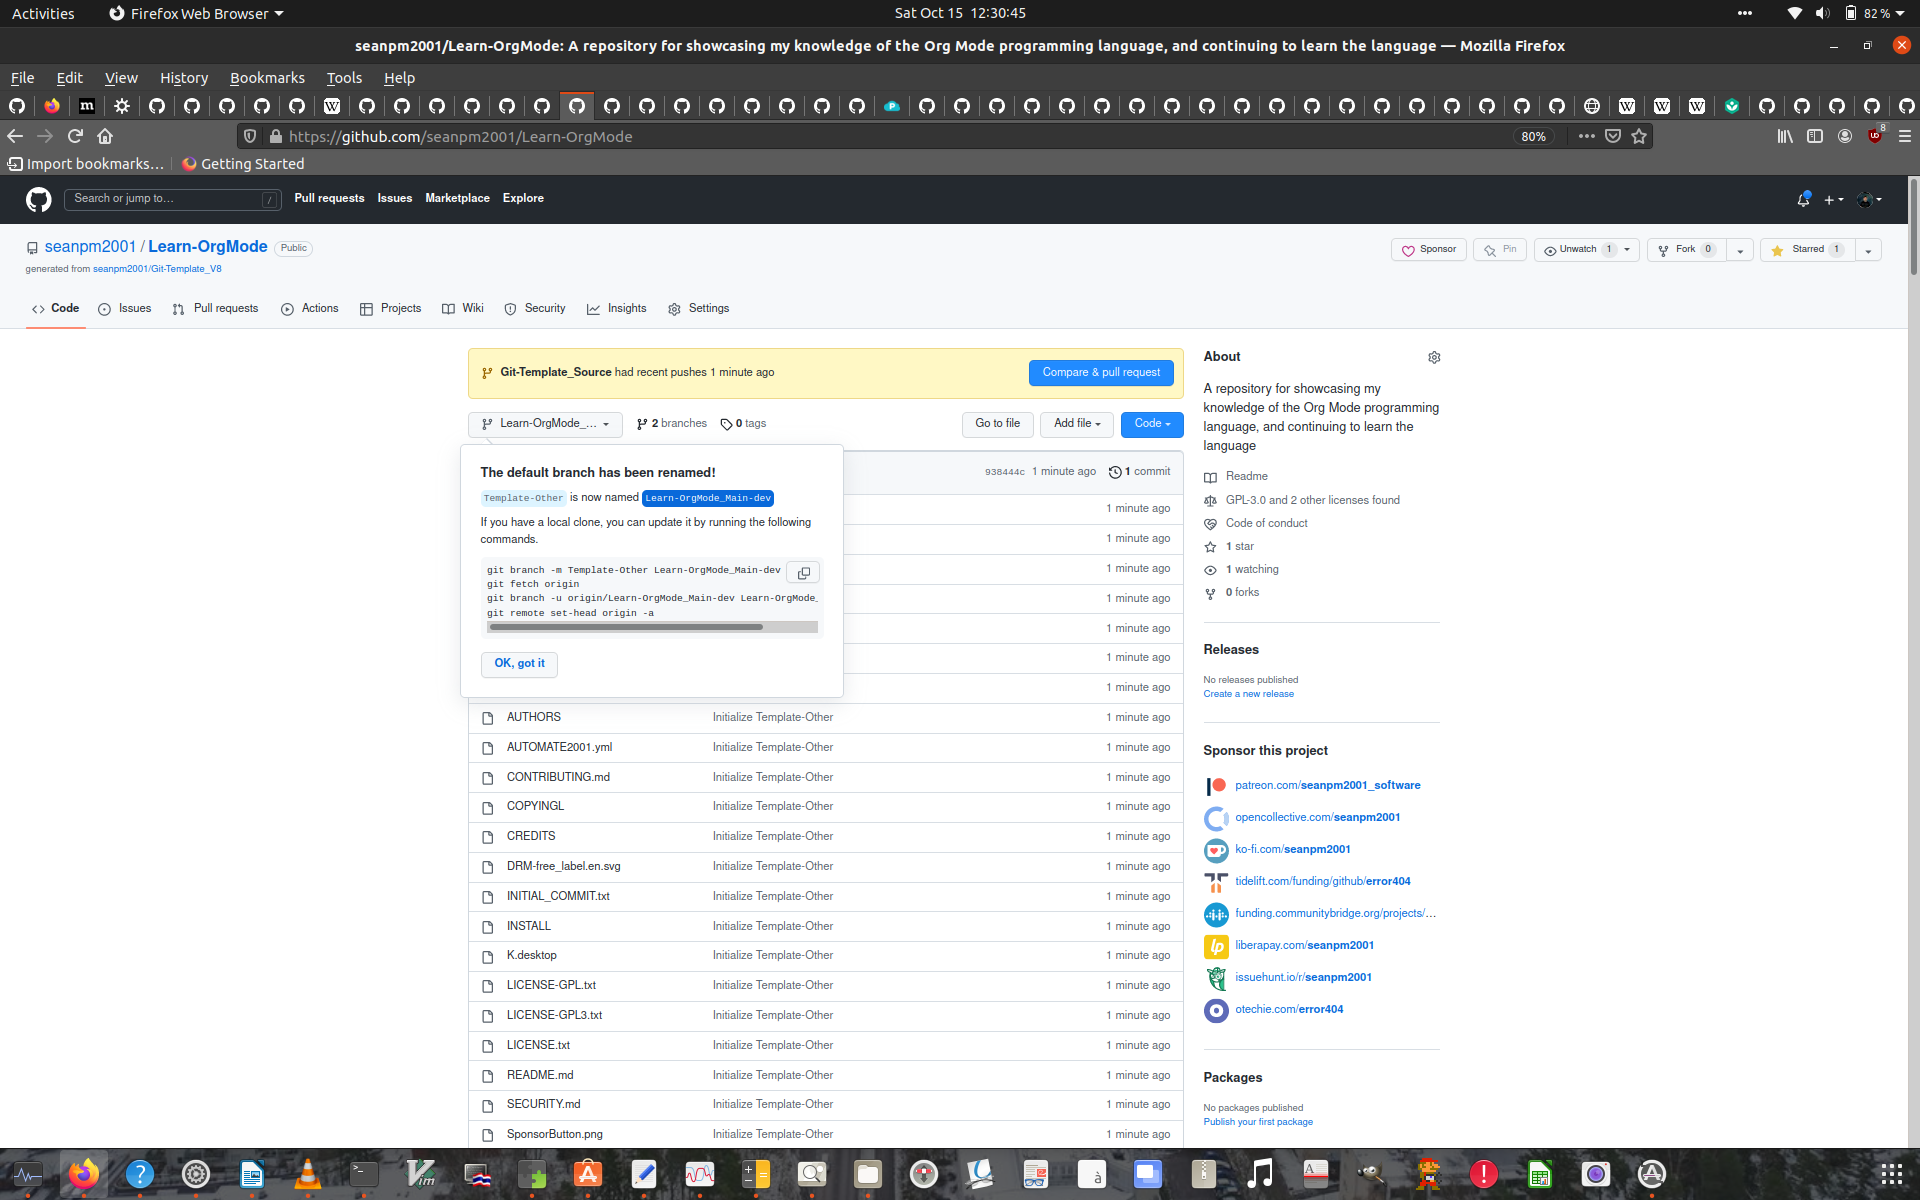 Activities
Firefox Web Browser
Sat Oct 15 12:30:45
82 %
seanpm2001/Learn-OrgMode: A repository for showcasing my knowledge of the Org Mode programming language, and continuing to learn the language — Mozilla Firefox
File Edit View History Bookmarks Tools Help
https://github.com/seanpm2001/Learn-OrgMode
80%
8
Import bookmarks…
Getting Started
Search or jump to…
/
Pull requests Issues Marketplace Explore
seanpm2001 / Learn-OrgMode
Public
generated from seanpm2001/Git-Template_V8
Sponsor
Pin
Unwatch 1
Fork 0
Starred 1
Code
Issues
Pull requests
Actions
Projects
Wiki
Security
Insights
Settings
Git-Template_Source had recent pushes 1 minute ago
Compare & pull request
Learn-OrgMode_...
2 branches
0 tags
Go to file
Add file
Code
938444c 1 minute ago
1 commit
The default branch has been renamed!
Template-Other is now named Learn-OrgMode_Main-dev
If you have a local clone, you can update it by running the following
commands.
git branch -m Template-Other Learn-OrgMode_Main-dev
git fetch origin
git branch -u origin/Learn-OrgMode_Main-dev Learn-OrgMode_
git remote set-head origin -a
OK, got it
1 minute ago
1 minute ago
1 minute ago
1 minute ago
1 minute ago
1 minute ago
1 minute ago
AUTHORS Initialize Template-Other 1 minute ago
AUTOMATE2001.yml Initialize Template-Other 1 minute ago
CONTRIBUTING.md Initialize Template-Other 1 minute ago
COPYINGL Initialize Template-Other 1 minute ago
CREDITS Initialize Template-Other 1 minute ago
DRM-free_label.en.svg Initialize Template-Other 1 minute ago
INITIAL_COMMIT.txt Initialize Template-Other 1 minute ago
INSTALL Initialize Template-Other 1 minute ago
K.desktop Initialize Template-Other 1 minute ago
LICENSE-GPL.txt Initialize Template-Other 1 minute ago
LICENSE-GPL3.txt Initialize Template-Other 1 minute ago
LICENSE.txt Initialize Template-Other 1 minute ago
README.md Initialize Template-Other 1 minute ago
SECURITY.md Initialize Template-Other 1 minute ago
SponsorButton.png Initialize Template-Other 1 minute ago
About
A repository for showcasing my
knowledge of the Org Mode programming
language, and continuing to learn the
language
Readme
GPL-3.0 and 2 other licenses found
Code of conduct
1 star
1 watching
0 forks
Releases
No releases published
Create a new release
Sponsor this project
patreon.com/seanpm2001_software
opencollective.com/seanpm2001
ko-fi.com/seanpm2001
tidelift.com/funding/github/error404
funding.communitybridge.org/projects/...
liberapay.com/seanpm2001
issuehunt.io/r/seanpm2001
otechie.com/error404
Packages
No packages published
Publish your first package